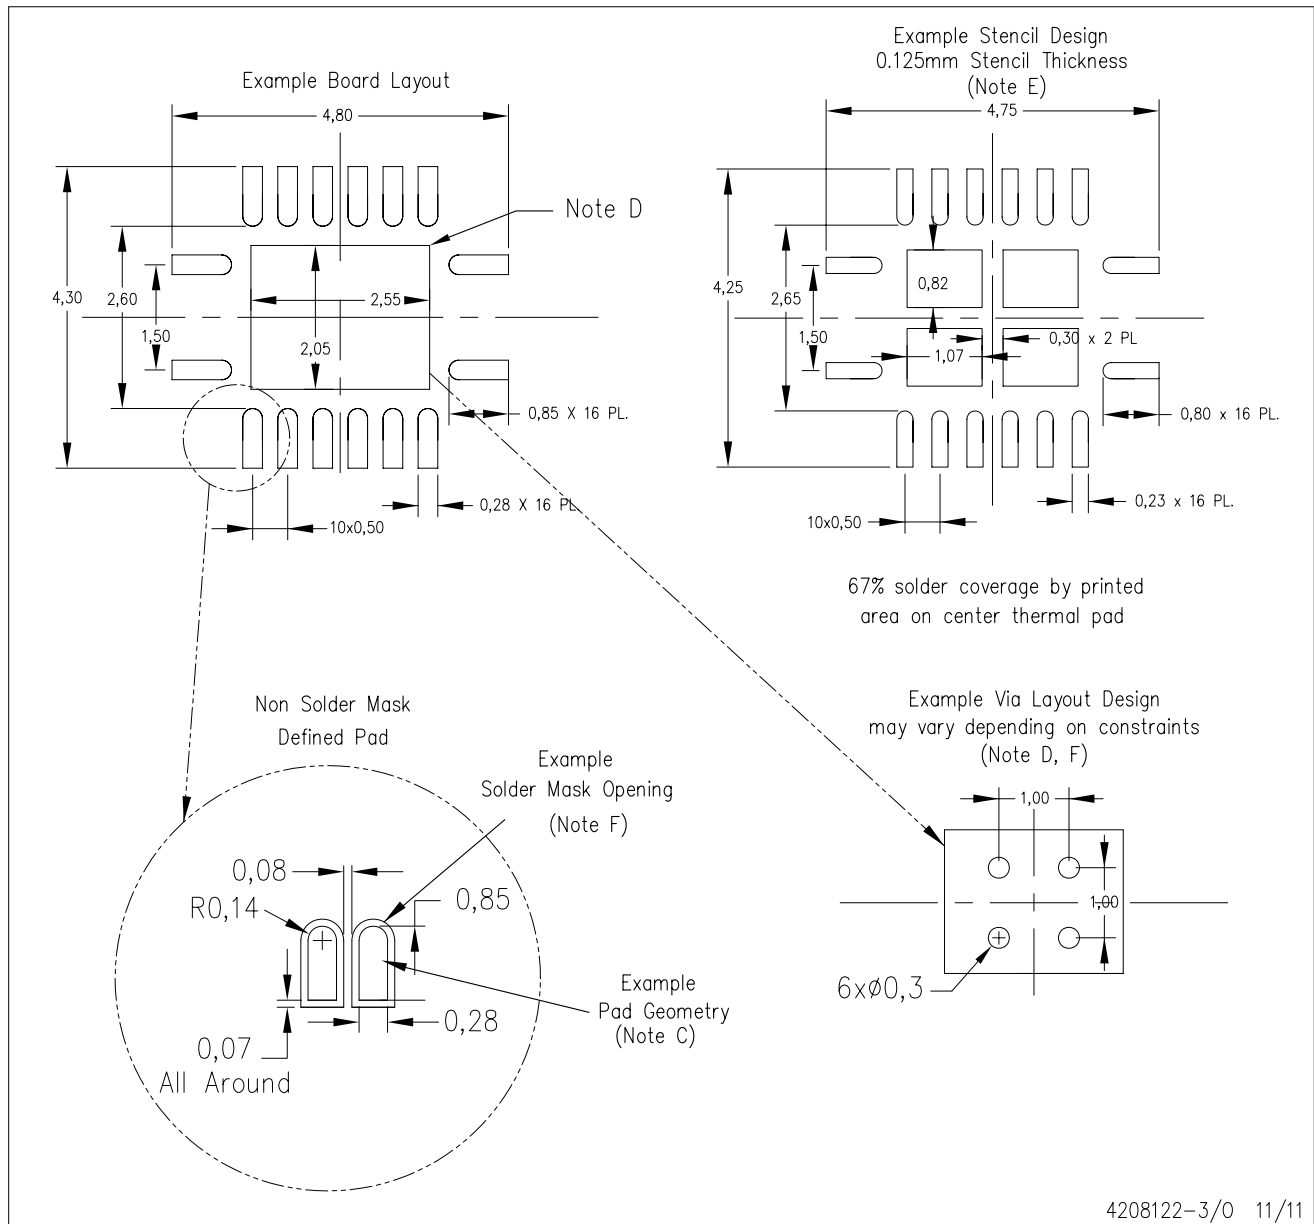 Example Board Layout
4,80
4,30
2,60
1,50
2,55
2,05
Note D
0,85 X 16 PL.
0,28 X 16 PL
10x0,50
Example Stencil Design
0.125mm Stencil Thickness
(Note E)
4,75
4,25
2,65
1,50
0,82
1,07
0,30 x 2 PL
0,80 x 16 PL.
0,23 x 16 PL.
10x0,50
67% solder coverage by printed
area on center thermal pad
Non Solder Mask
Defined Pad
Example
Solder Mask Opening
(Note F)
0,08
R0,14
0,85
0,28
0,07
All Around
Example
Pad Geometry
(Note C)
Example Via Layout Design
may vary depending on constraints
(Note D, F)
1,00
1,00
6xø0,3
4208122-3/O 11/11